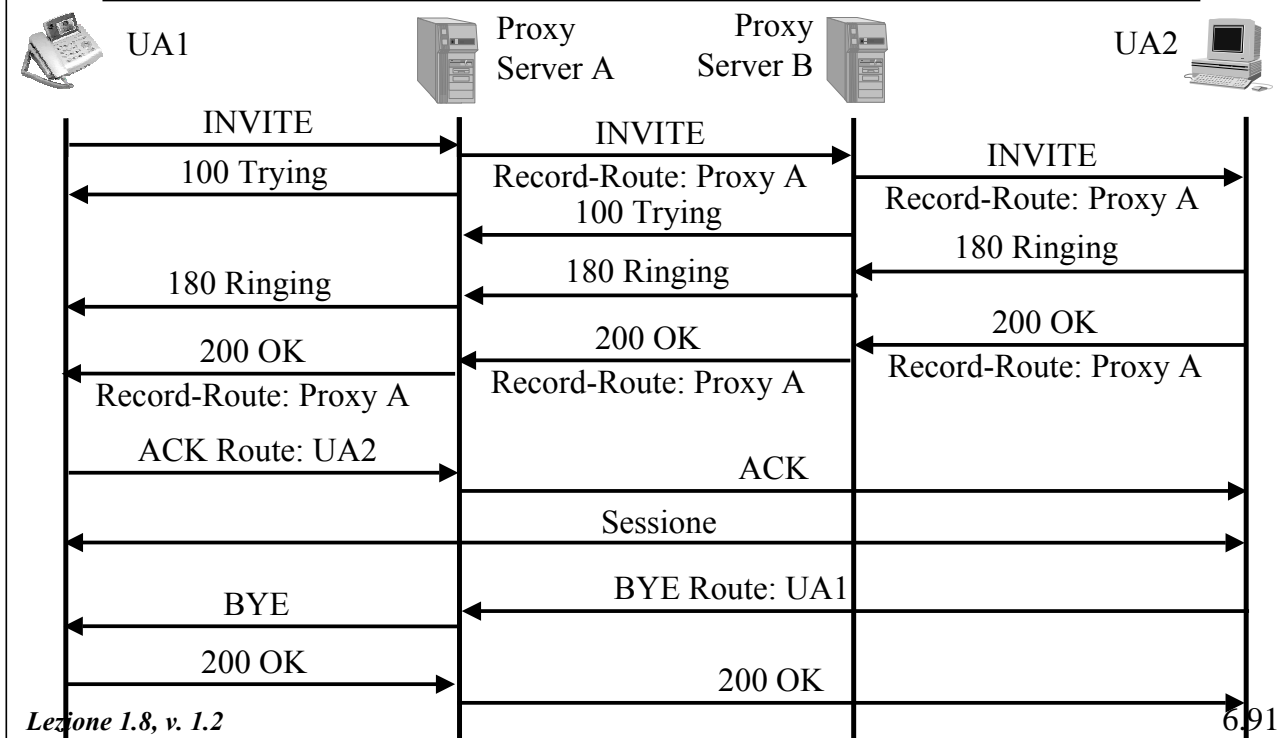 UA1
Proxy
Server A
Proxy
Server B
UA2
INVITE
INVITE
INVITE
100 Trying
Record-Route: Proxy A
Record-Route: Proxy A
100 Trying
180 Ringing
180 Ringing
180 Ringing
200 OK
200 OK
200 OK
Record-Route: Proxy A
Record-Route: Proxy A
Record-Route: Proxy A
ACK Route: UA2
ACK
Sessione
BYE Route: UA1
BYE
200 OK
200 OK
Lezione 1.8, v. 1.2
6.91